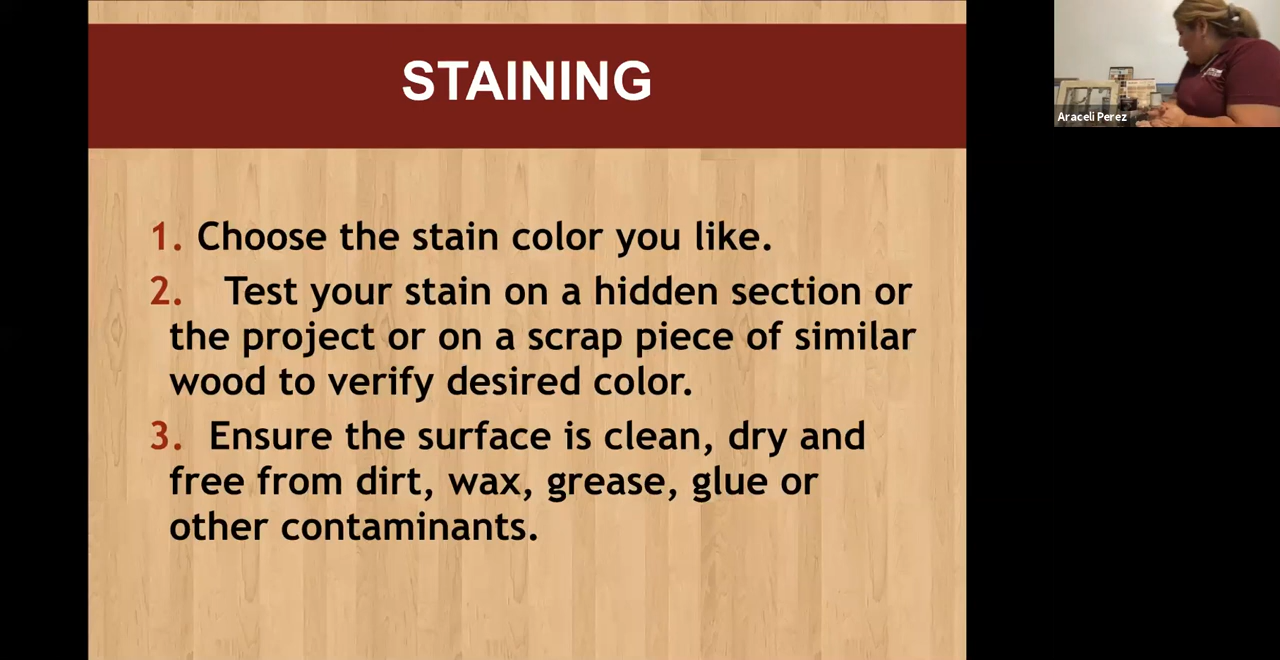 STAINING
Araceli Perez
1. Choose the stain color you like.
2. Test your stain on a hidden section or
the project or on a scrap piece of similar
wood to verify desired color.
3. Ensure the surface is clean, dry and
free from dirt, wax, grease, glue or
other contaminants.